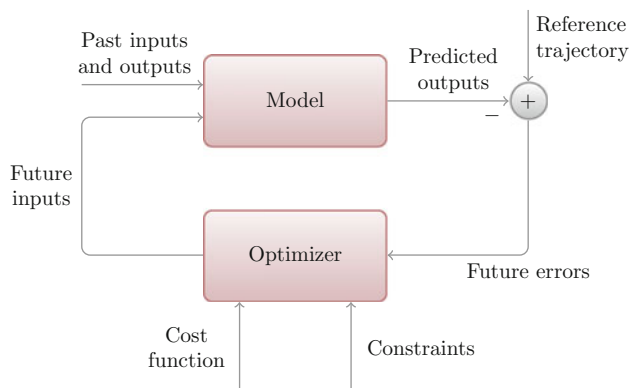 Past inputs
and outputs
Model
Predicted
outputs
Reference
trajectory
+
−
Future
inputs
Optimizer
Future errors
Cost
function
Constraints